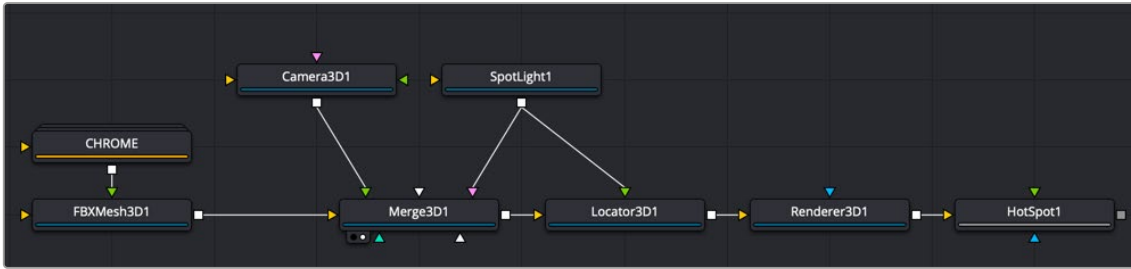 Camera3D1
SpotLight1
CHROME
FBXMesh3D1
Merge3D1
Locator3D1
Renderer3D1
HotSpot1